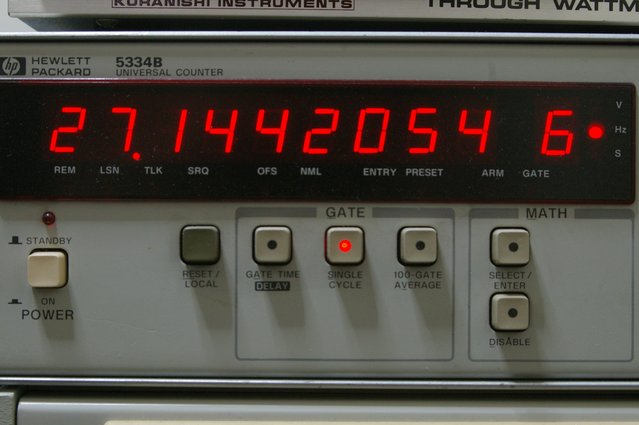 KURANISHI INSTRUMENTS THROUGH WATTM
hp HEWLETT PACKARD 5334B UNIVERSAL COUNTER
27.1442054 6
V
Hz
S
REM LSN TLK SRQ OFS NML ENTRY PRESET ARM GATE
GATE MATH
STANDBY
RESET/ LOCAL
GATE TIME
DELAY
SINGLE CYCLE
100-GATE AVERAGE
SELECT/ ENTER
ON
POWER
DISABLE